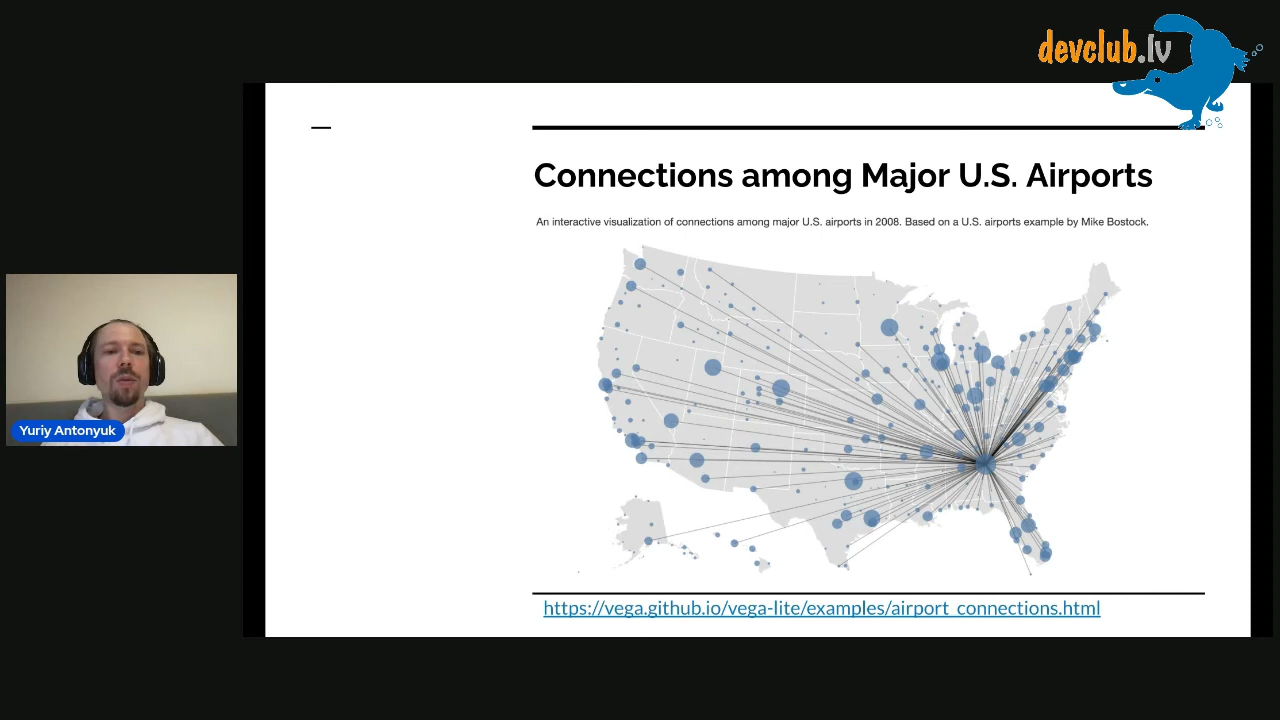 devclub.lv
Connections among Major U.S. Airports
An interactive visualization of connections among major U.S. airports in 2008. Based on a U.S. airports example by Mike Bostock.
Yuriy Antonyuk
https://vega.github.io/vega-lite/examples/airport_connections.html